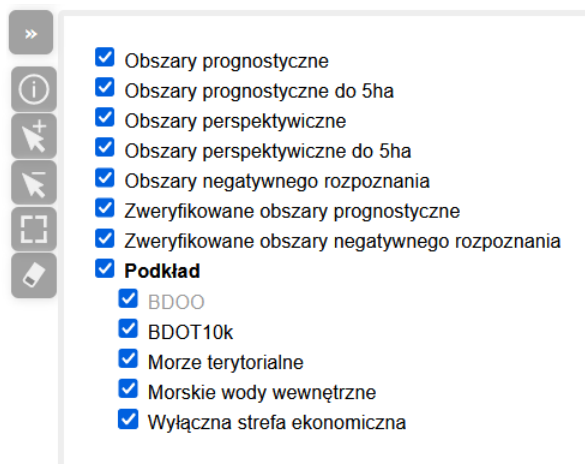 »
Obszary prognostyczne
Obszary prognostyczne do 5ha
Obszary perspektywiczne
Obszary perspektywiczne do 5ha
Obszary negatywnego rozpoznania
Zweryfikowane obszary prognostyczne
Zweryfikowane obszary negatywnego rozpoznania
Podkład
BDOO
BDOT10k
Morze terytorialne
Morskie wody wewnętrzne
Wyłączna strefa ekonomiczna